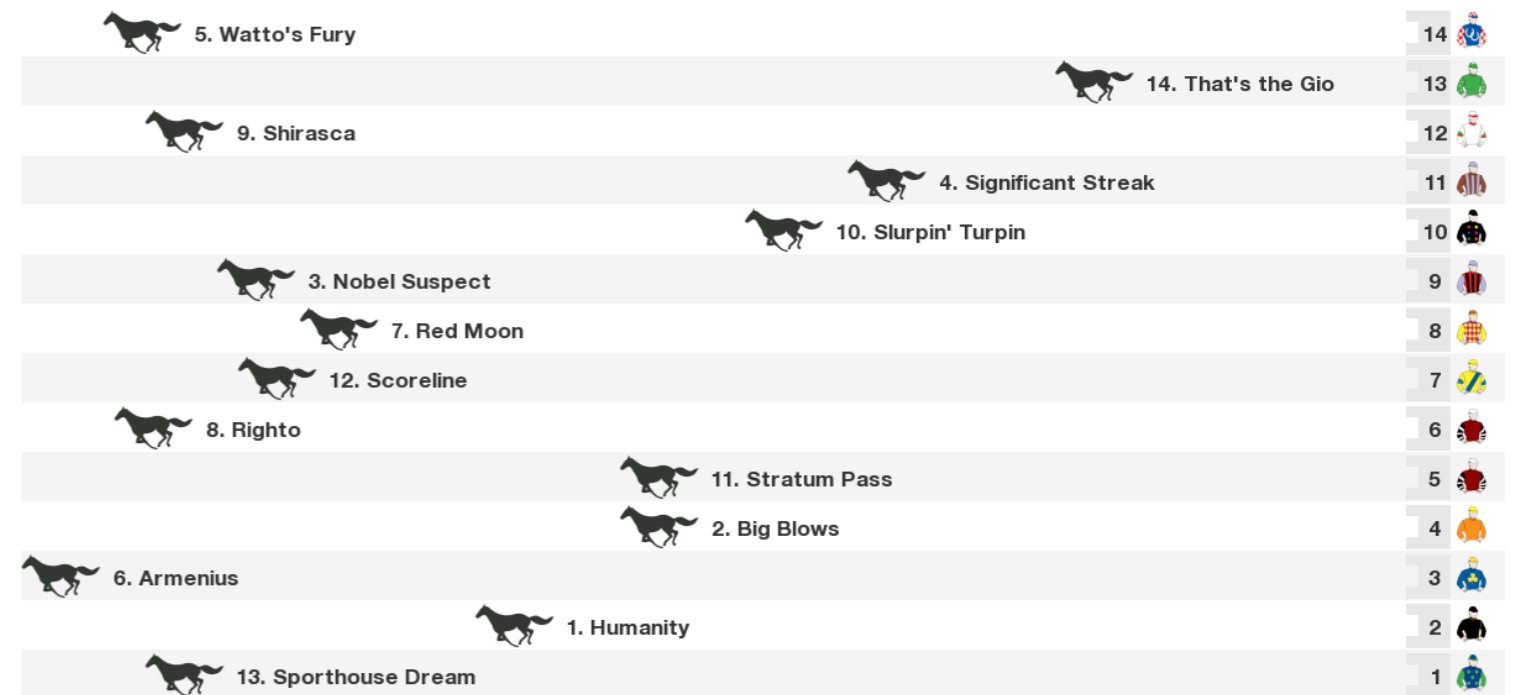 5. Watto's Fury 14
14. That's the Gio 13
9. Shirasca 12
4. Significant Streak 11
10. Slurpin' Turpin 10
3. Nobel Suspect 9
7. Red Moon 8
12. Scoreline 7
8. Righto 6
11. Stratum Pass 5
2. Big Blows 4
6. Armenius 3
1. Humanity 2
13. Sporthouse Dream 1